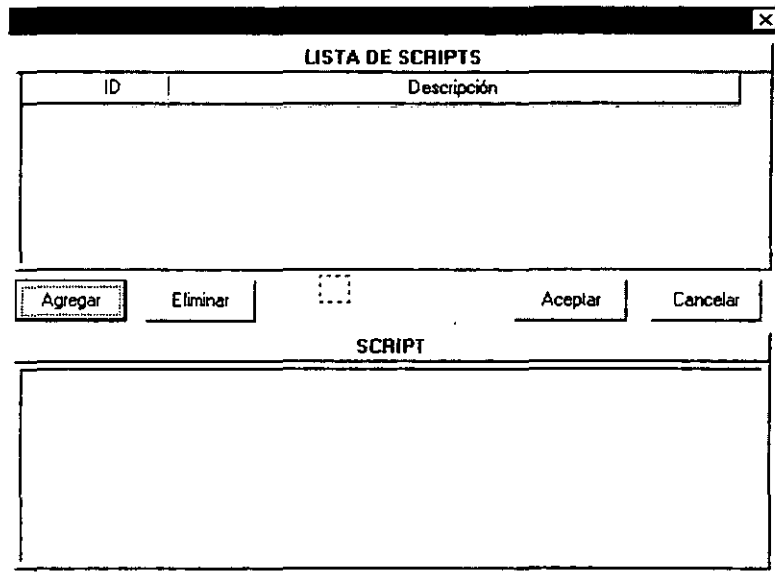 LISTA DE SCRIPTS
ID Descripción
Agregar Eliminar Aceptar Cancelar
SCRIPT